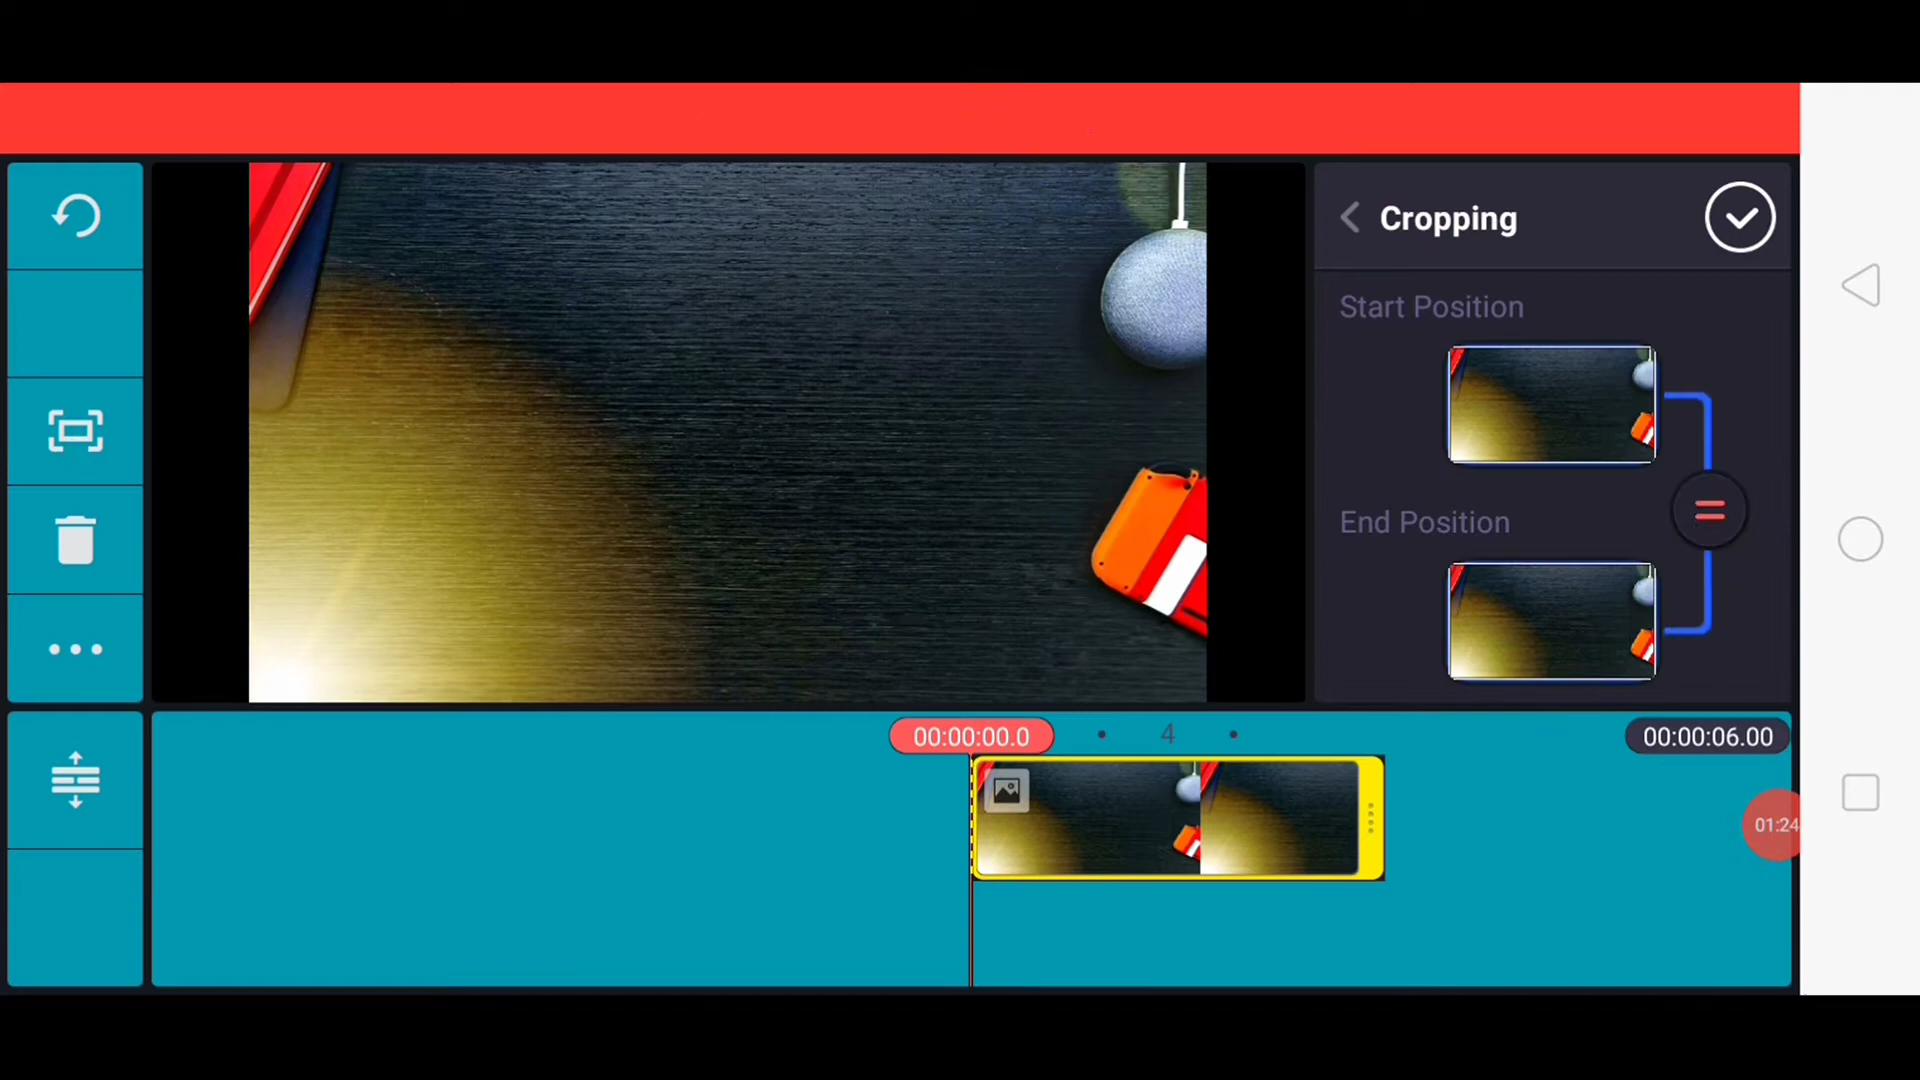 Cropping
Start Position
End Position
00:00:00.0
4
00:00:06.00
01:24